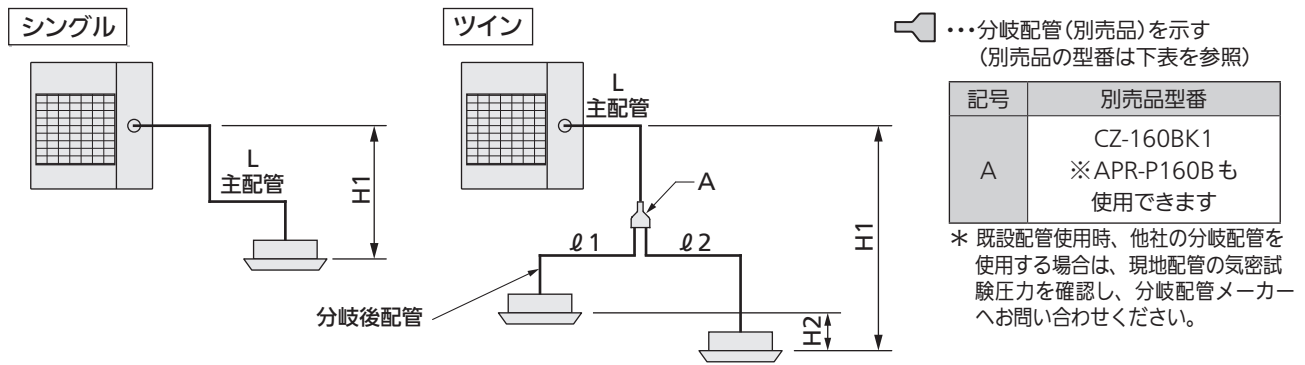 シングル
L
主配管
H1
ツイン
L
主配管
A
ℓ1
ℓ2
分岐後配管
H1
H2
･･･分岐配管(別売品)を示す
(別売品の型番は下表を参照)
記号 別売品型番
A
CZ-160BK1
※APR-P160Bも
使用できます
＊ 既設配管使用時、他社の分岐配管を
使用する場合は、現地配管の気密試
験圧力を確認し、分岐配管メーカー
へお問い合わせください。